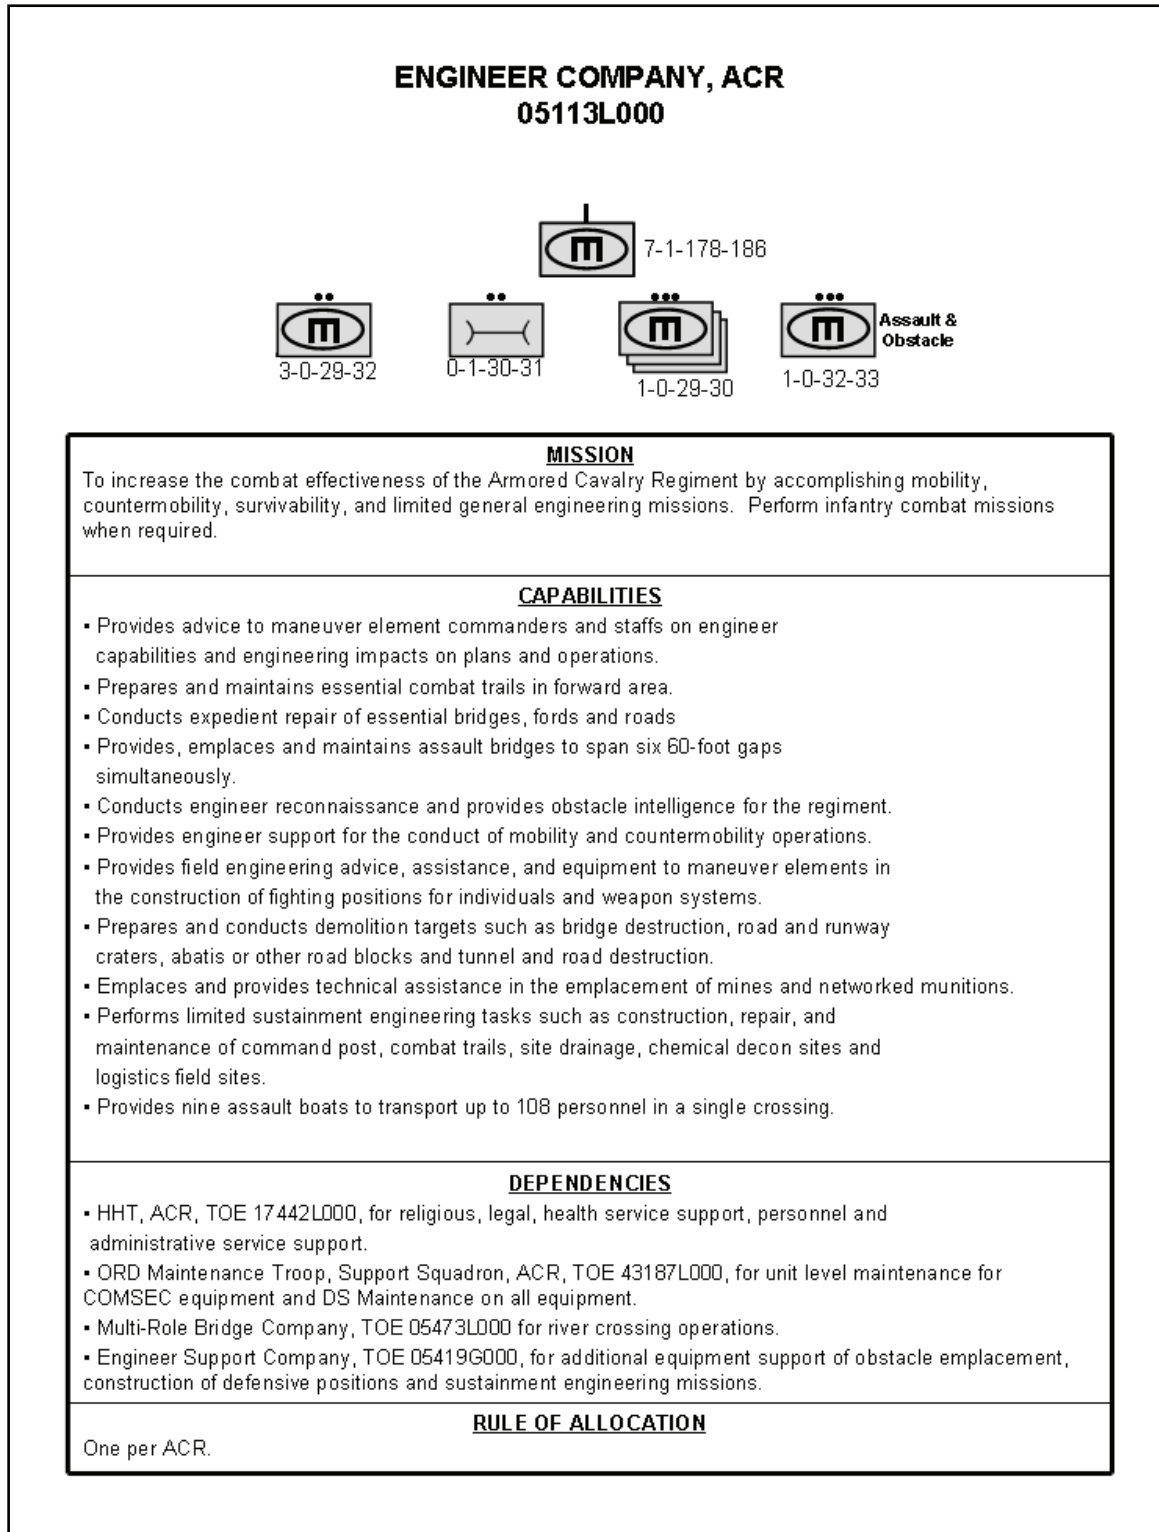 ENGINEER COMPANY, ACR
05113L000
7-1-178-186
3-0-29-32
0-1-30-31
1-0-29-30
Assault &
Obstacle
1-0-32-33
MISSION
To increase the combat effectiveness of the Armored Cavalry Regiment by accomplishing mobility,
countermobility, survivability, and limited general engineering missions. Perform infantry combat missions
when required.
CAPABILITIES
▪ Provides advice to maneuver element commanders and staffs on engineer
capabilities and engineering impacts on plans and operations.
▪ Prepares and maintains essential combat trails in forward area.
▪ Conducts expedient repair of essential bridges, fords and roads
▪ Provides, emplaces and maintains assault bridges to span six 60-foot gaps
simultaneously.
▪ Conducts engineer reconnaissance and provides obstacle intelligence for the regiment.
▪ Provides engineer support for the conduct of mobility and countermobility operations.
▪ Provides field engineering advice, assistance, and equipment to maneuver elements in
the construction of fighting positions for individuals and weapon systems.
▪ Prepares and conducts demolition targets such as bridge destruction, road and runway
craters, abatis or other road blocks and tunnel and road destruction.
▪ Emplaces and provides technical assistance in the emplacement of mines and networked munitions.
▪ Performs limited sustainment engineering tasks such as construction, repair, and
maintenance of command post, combat trails, site drainage, chemical decon sites and
logistics field sites.
▪ Provides nine assault boats to transport up to 108 personnel in a single crossing.
DEPENDENCIES
▪ HHT, ACR, TOE 17442L000, for religious, legal, health service support, personnel and
administrative service support.
▪ ORD Maintenance Troop, Support Squadron, ACR, TOE 43187L000, for unit level maintenance for
COMSEC equipment and DS Maintenance on all equipment.
▪ Multi-Role Bridge Company, TOE 05473L000 for river crossing operations.
▪ Engineer Support Company, TOE 05419G000, for additional equipment support of obstacle emplacement,
construction of defensive positions and sustainment engineering missions.
RULE OF ALLOCATION
One per ACR.